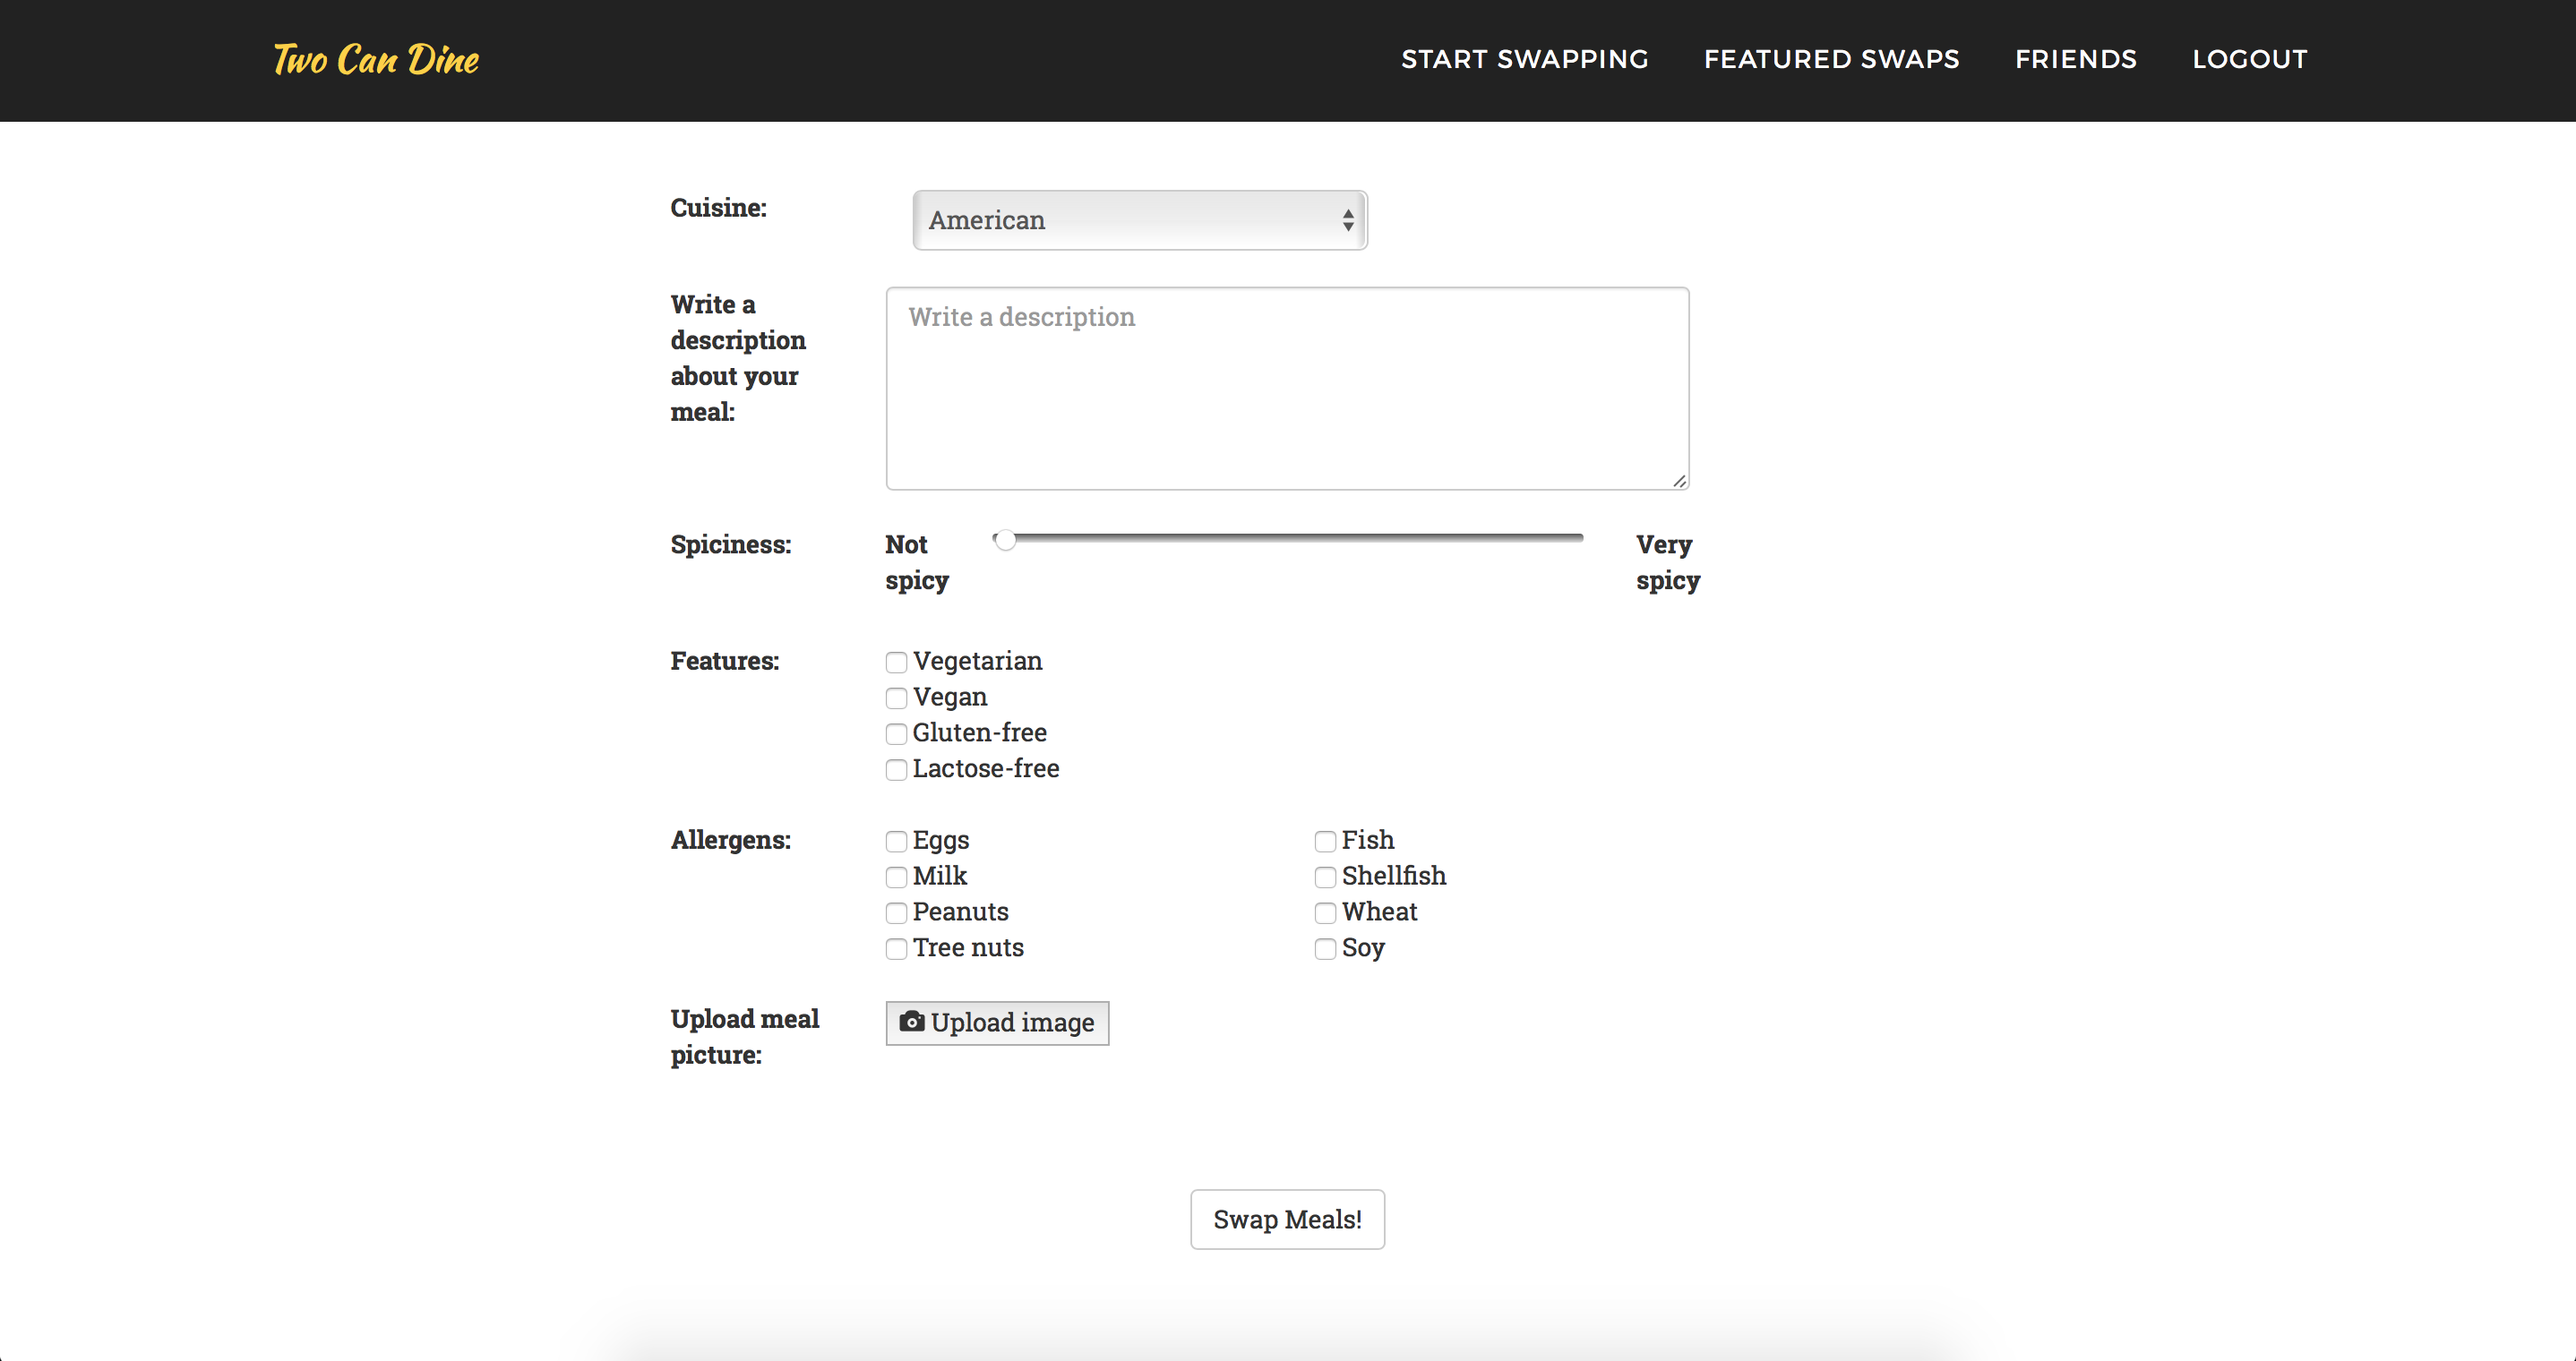 Two Can Dine
START SWAPPING
FEATURED SWAPS
FRIENDS
LOGOUT
Cuisine:
American
Write a
description
about your
meal:
Write a description
Spiciness:
Not
spicy
Very
spicy
Features:
Vegetarian
Vegan
Gluten-free
Lactose-free
Allergens:
Eggs
Milk
Peanuts
Tree nuts
Fish
Shellfish
Wheat
Soy
Upload meal
picture:
Upload image
Swap Meals!